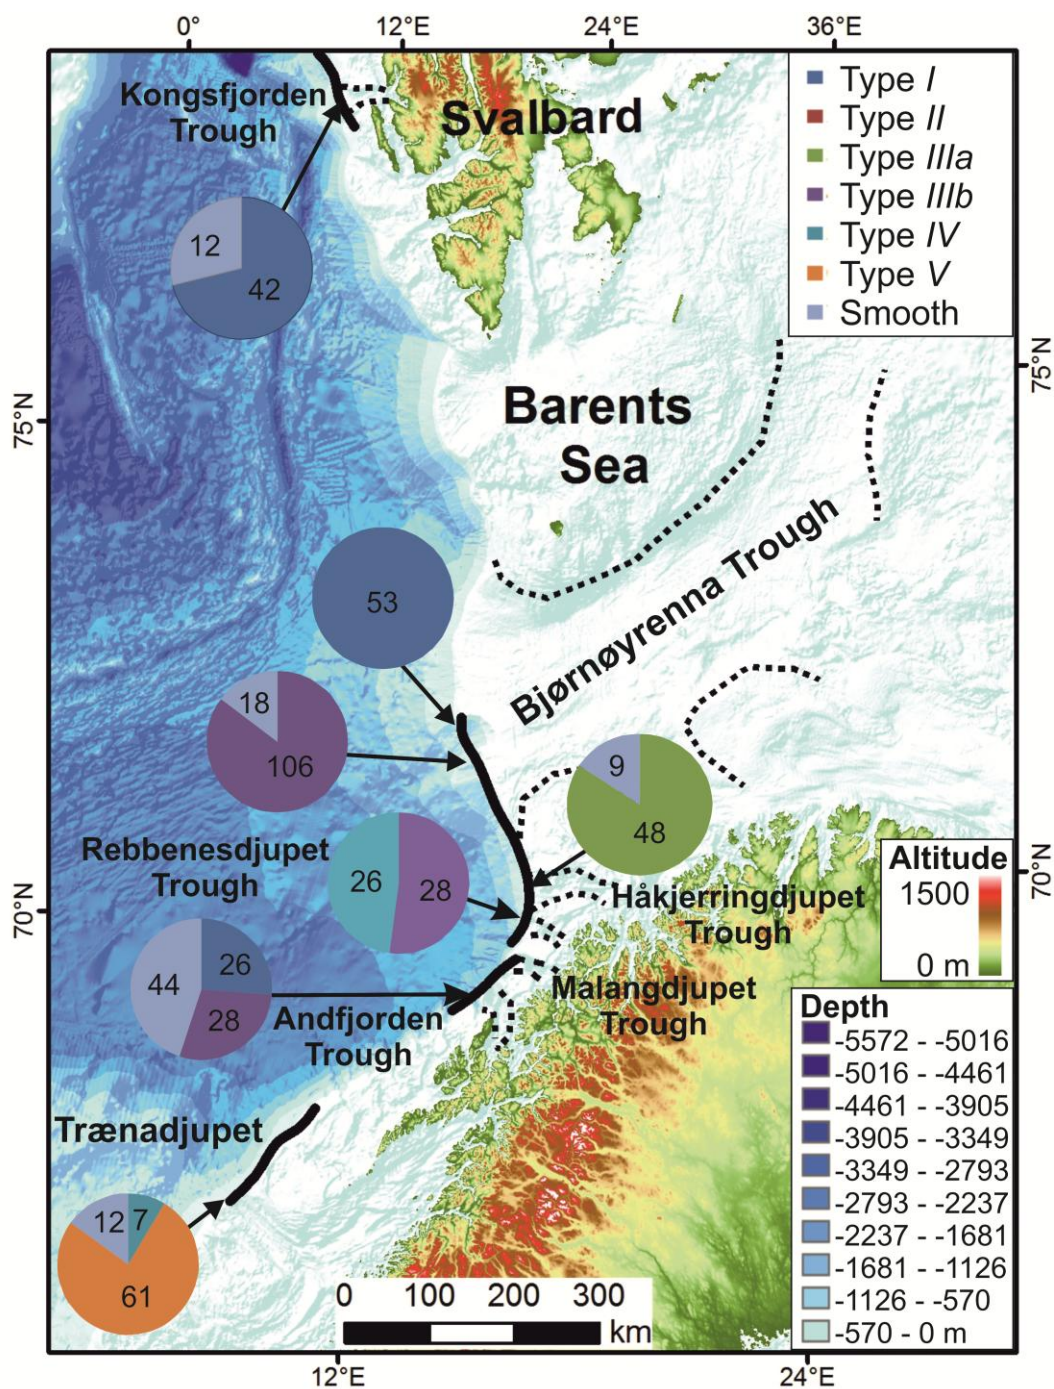 0°
12°E
24°E
36°E
Kongsfjorden
Trough
Svalbard
Type I
Type II
Type IIIa
Type IIIb
Type IV
Type V
Smooth
12
42
75°N
75°N
Barents
Sea
Bjørnøyrenna Trough
53
18
106
9
48
Rebbenesdjupet
Trough
26
28
Håkjerringdjupet
Trough
Altitude
1500
0 m
70°N
70°N
44
26
28
Andfjorden
Trough
Malangdjupet
Trough
Trænadjupet
12
7
61
0 100 200 300
km
Depth
-5572 - -5016
-5016 - -4461
-4461 - -3905
-3905 - -3349
-3349 - -2793
-2793 - -2237
-2237 - -1681
-1681 - -1126
-1126 - -570
-570 - 0 m
12°E
24°E